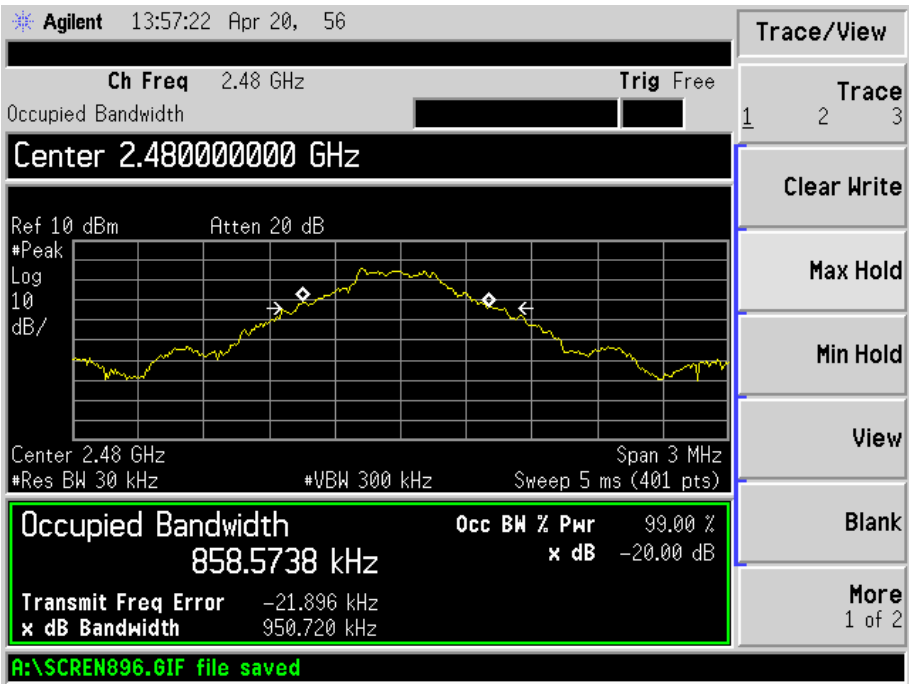 Agilent 13:57:22 Apr 20, 56
Trace/View
Ch Freq 2.48 GHz Trig Free
Occupied Bandwidth
Trace
1 2 3
Center 2.480000000 GHz
Clear Write
Ref 10 dBm Atten 20 dB
#Peak
Log
10
dB/
Max Hold
Min Hold
View
Center 2.48 GHz Span 3 MHz
#Res BW 30 kHz #VBW 300 kHz Sweep 5 ms (401 pts)
Occupied Bandwidth
858.5738 kHz
Occ BW % Pwr 99.00 %
x dB -20.00 dB
Blank
Transmit Freq Error -21.896 kHz
x dB Bandwidth 950.720 kHz
More
1 of 2
A:\SCREN896.GIF file saved